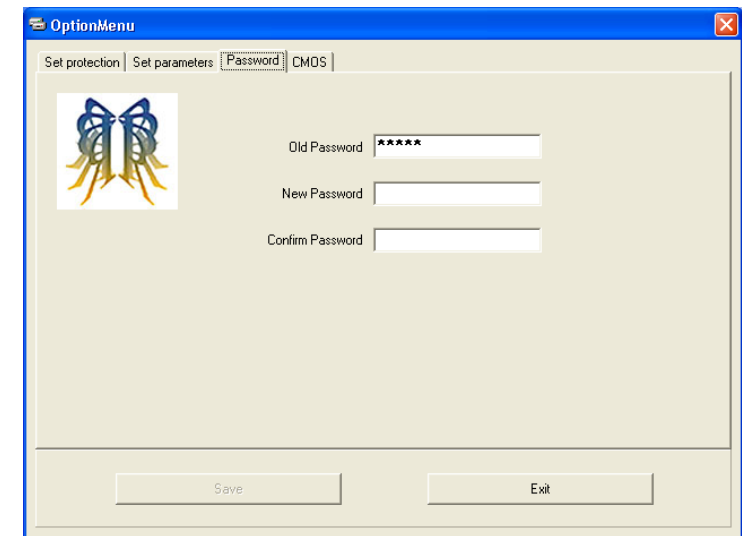 OptionMenu
Set protection Set parameters Password CMOS
Old Password *****
New Password
Confirm Password
Save Exit